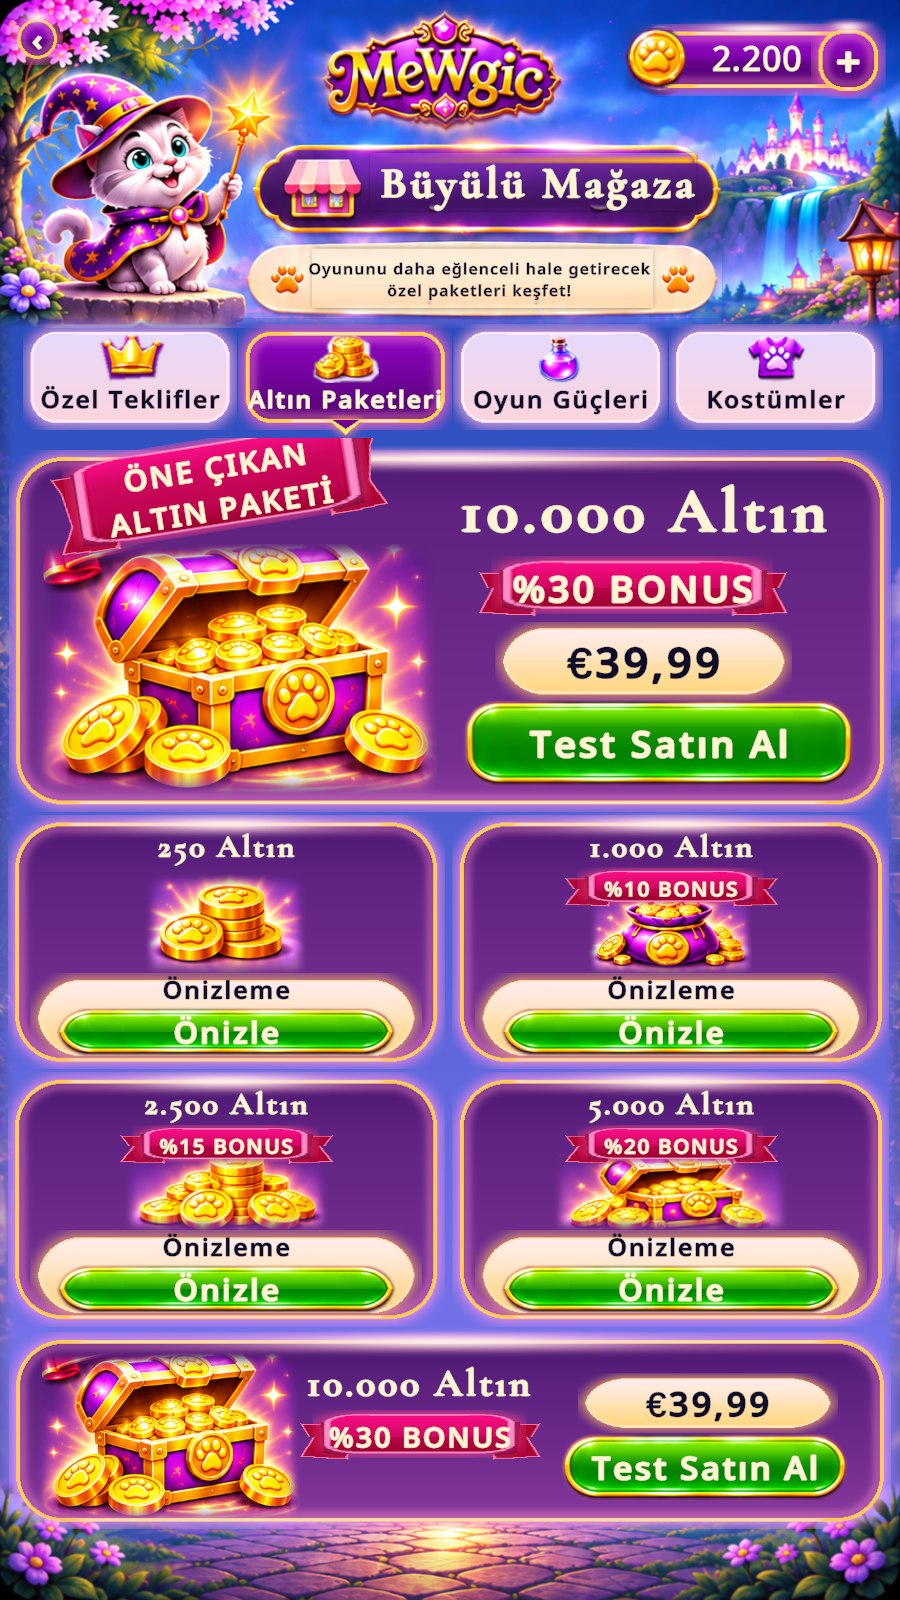 MeWgic
2.200
Büyülü Mağaza
Oyununu daha eğlenceli hale getirecek
özel paketleri keşfet!
Özel Teklifler
Altın Paketleri
Oyun Güçleri
Kostümler
ÖNE ÇIKAN
ALTIN PAKETİ
10.000 Altın
%30 BONUS
€39,99
Test Satın Al
250 Altın
Önizleme
Önizle
1.000 Altın
%10 BONUS
Önizleme
Önizle
2.500 Altın
%15 BONUS
Önizleme
Önizle
5.000 Altın
%20 BONUS
Önizleme
Önizle
10.000 Altın
%30 BONUS
€39,99
Test Satın Al